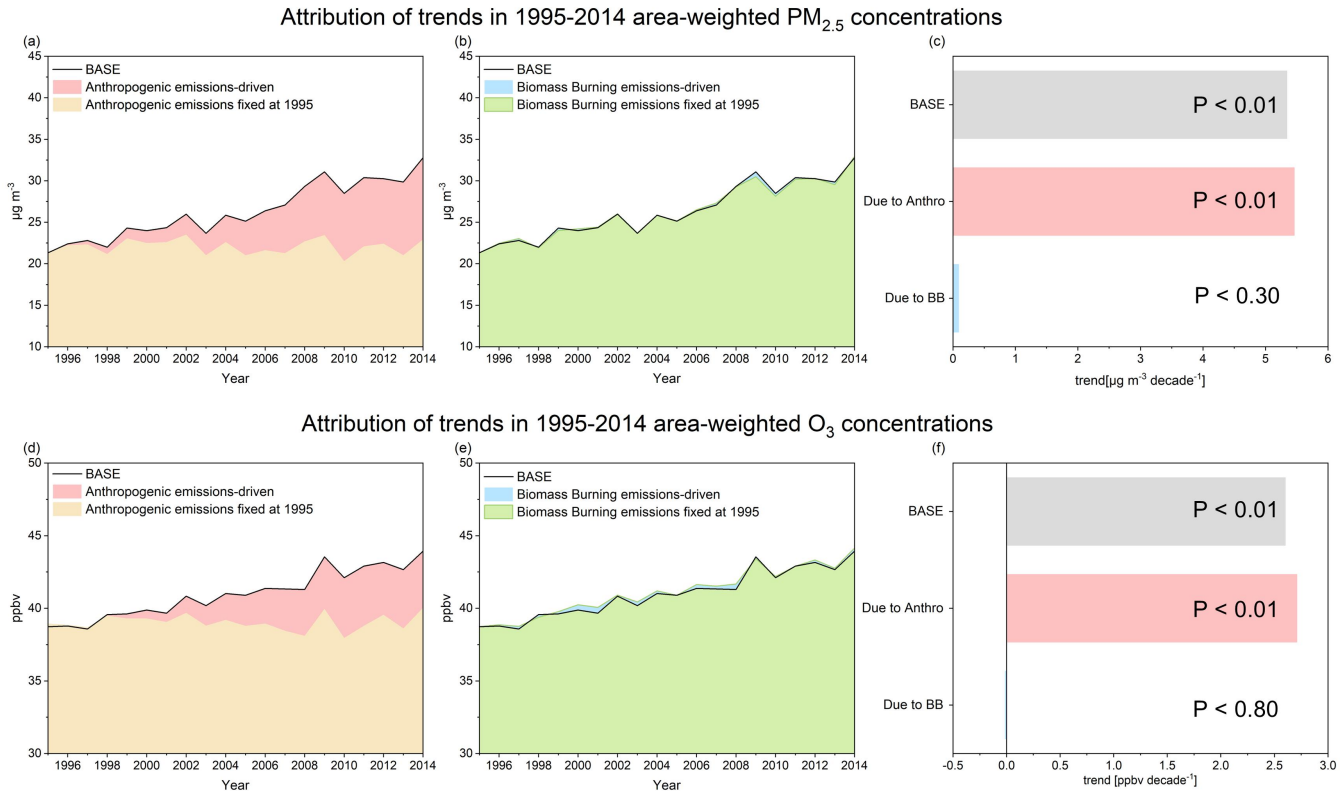 Attribution of trends in 1995-2014 area-weighted PM2.5 concentrations
(a)
45
40
35
30
25
20
15
10
µg m-3
BASE
Anthropogenic emissions-driven
Anthropogenic emissions fixed at 1995
1996 1998 2000 2002 2004 2006 2008 2010 2012 2014
Year
(b)
45
40
35
30
25
20
15
10
µg m-3
BASE
Biomass Burning emissions-driven
Biomass Burning emissions fixed at 1995
1996 1998 2000 2002 2004 2006 2008 2010 2012 2014
Year
(c)
BASE P < 0.01
Due to Anthro P < 0.01
Due to BB P < 0.30
0 1 2 3 4 5 6
trend[µg m-3 decade-1]
Attribution of trends in 1995-2014 area-weighted O3 concentrations
(d)
50
45
40
35
30
ppbv
BASE
Anthropogenic emissions-driven
Anthropogenic emissions fixed at 1995
1996 1998 2000 2002 2004 2006 2008 2010 2012 2014
Year
(e)
50
45
40
35
30
ppbv
BASE
Biomass Burning emissions-driven
Biomass Burning emissions fixed at 1995
1996 1998 2000 2002 2004 2006 2008 2010 2012 2014
Year
(f)
BASE P < 0.01
Due to Anthro P < 0.01
Due to BB P < 0.80
-0.5 0.0 0.5 1.0 1.5 2.0 2.5 3.0
trend [ppbv decade-1]